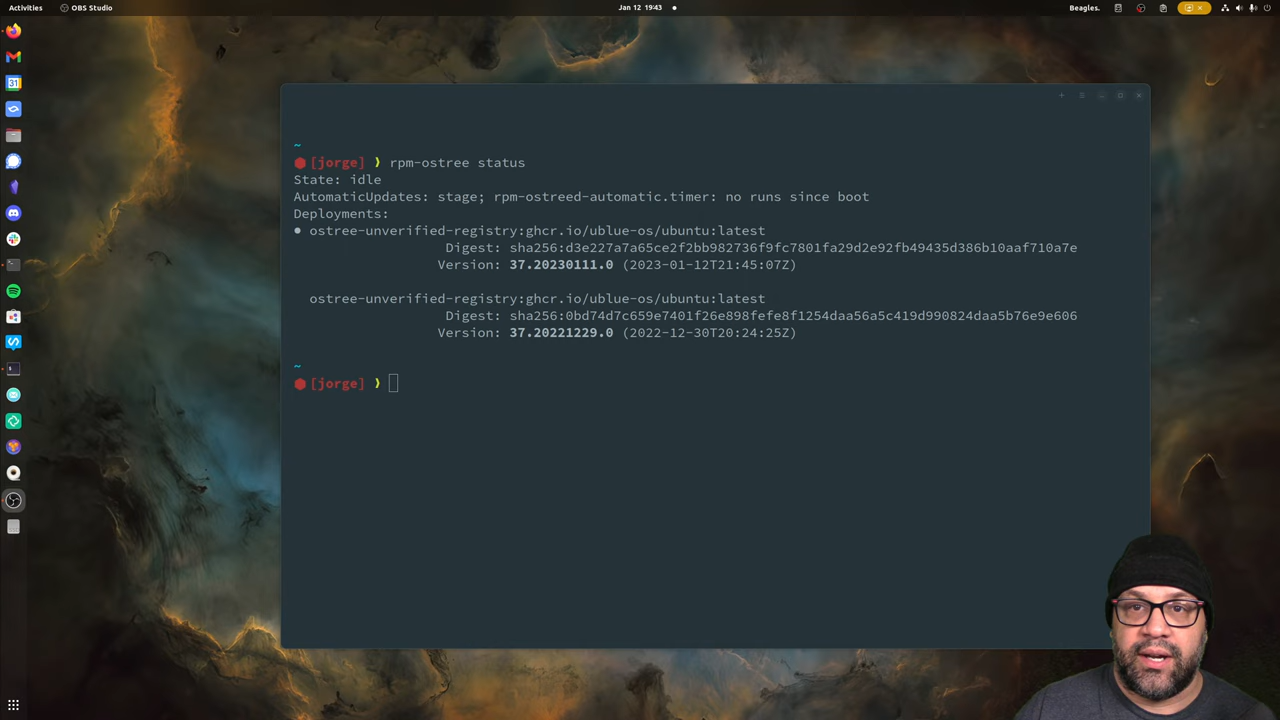 Activities
OBS Studio
Jan 12 19:43
Beagles.
31
~
[jorge] ❯ rpm-ostree status
State: idle
AutomaticUpdates: stage; rpm-ostreed-automatic.timer: no runs since boot
Deployments:
● ostree-unverified-registry:ghcr.io/ublue-os/ubuntu:latest
Digest: sha256:d3e227a7a65ce2f2bb982736f9fc7801fa29d2e92fb49435d386b10aaf710a7e
Version: 37.20230111.0 (2023-01-12T21:45:07Z)
ostree-unverified-registry:ghcr.io/ublue-os/ubuntu:latest
Digest: sha256:0bd74d7c659e7401f26e898fefe8f1254daa56a5c419d990824daa5b76e9e606
Version: 37.20221229.0 (2022-12-30T20:24:25Z)
~
[jorge] ❯